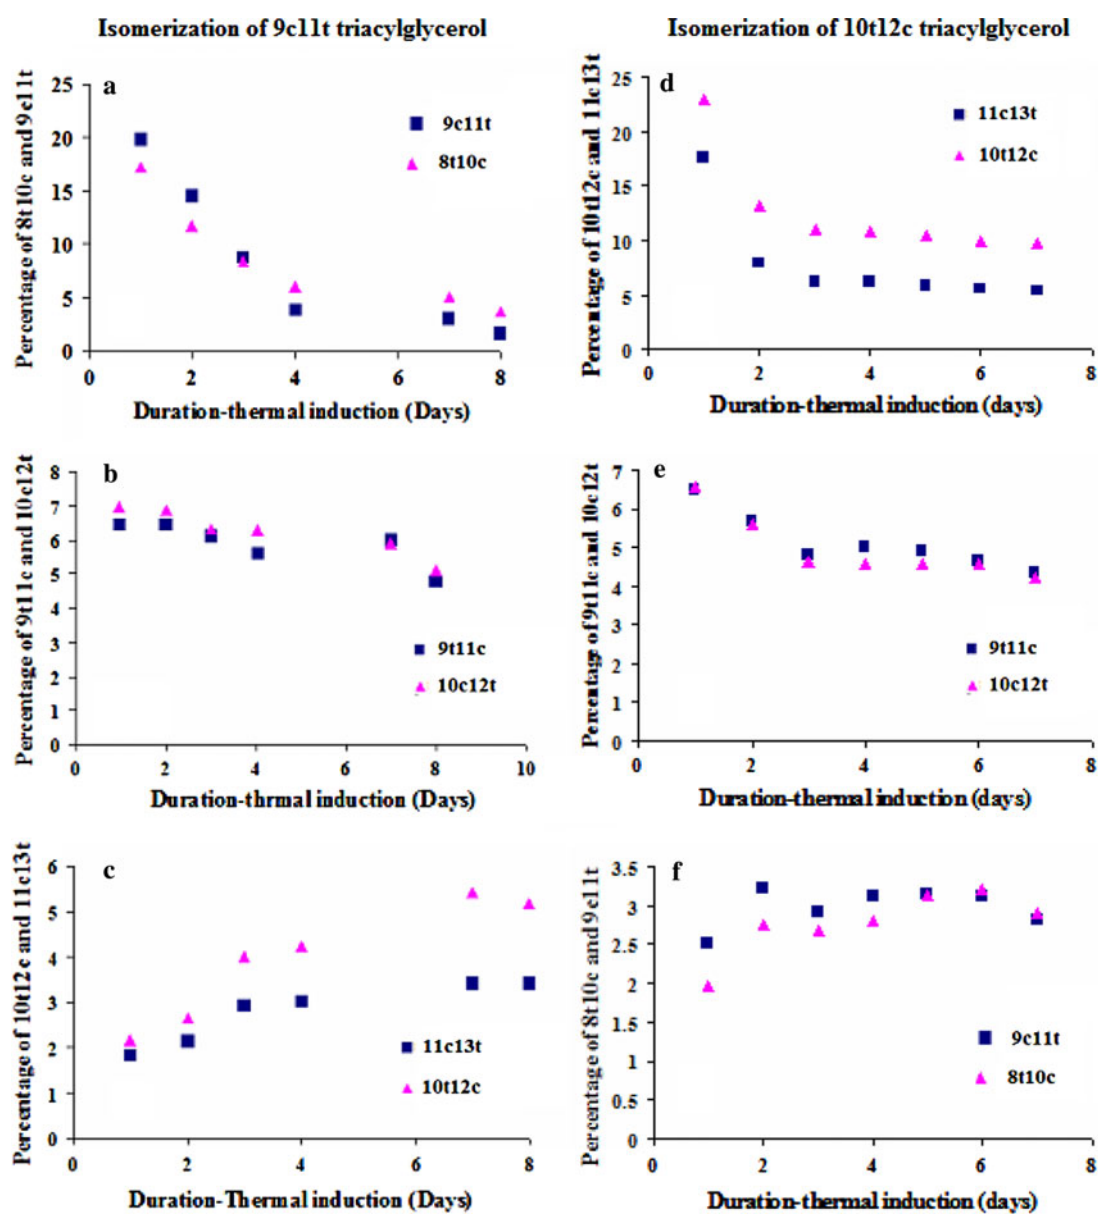 Isomerization of 9c11t triacylglycerol
Isomerization of 10t12c triacylglycerol
a
Percentage of 8t10c and 9c11t
25
20
15
10
5
0
0 2 4 6 8
9c11t
8t10c
Duration-thermal induction (Days)
d
Percentage of 10t12c and 11c13t
25
20
15
10
5
0
0 2 4 6 8
11c13t
10t12c
Duration-thermal induction (days)
b
Percentage of 9t11c and 10c12t
8
7
6
5
4
3
2
1
0
0 2 4 6 8 10
9t11c
10c12t
Duration-thrmal induction (Days)
e
Percentage of 9t11c and 10c12t
7
6
5
4
3
2
1
0
0 2 4 6 8
9t11c
10c12t
Duration-thermal induction (days)
c
Percentage of 10t12 c and 11c13t
6
5
4
3
2
1
0
0 2 4 6 8
11c13t
10t12c
Duration-Thermal induction (Days)
f
Percentage of 8t10c and 9c11t
3.5
3
2.5
2
1.5
1
0.5
0
0 2 4 6 8
9c11t
8t10c
Duration-thermal induction (days)